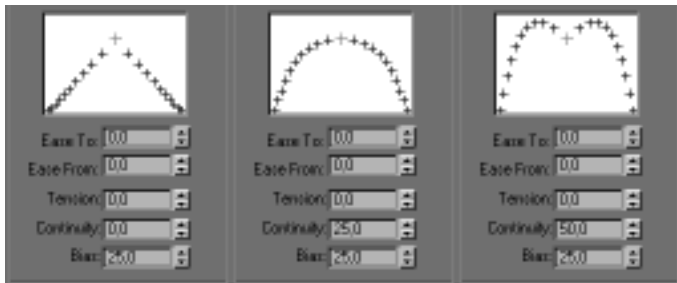 Ease To: 0,0
Ease From: 0,0
Tension: 0,0
Continuity: 0,0
Bias: 25,0
Ease To: 0,0
Ease From: 0,0
Tension: 0,0
Continuity: 25,0
Bias: 25,0
Ease To: 0,0
Ease From: 0,0
Tension: 0,0
Continuity: 50,0
Bias: 25,0